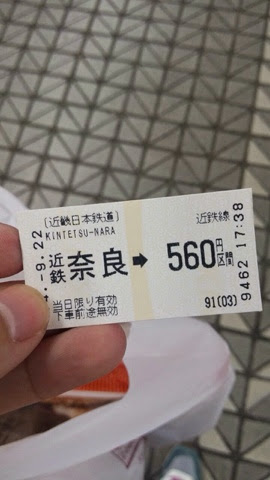 [近畿日本鉄道]
近鉄線
KINTETSU-NARA
近鉄奈良➡560円区間
当日限り有効
下車前途無効
91(03)
.-9.22
9462 17:38